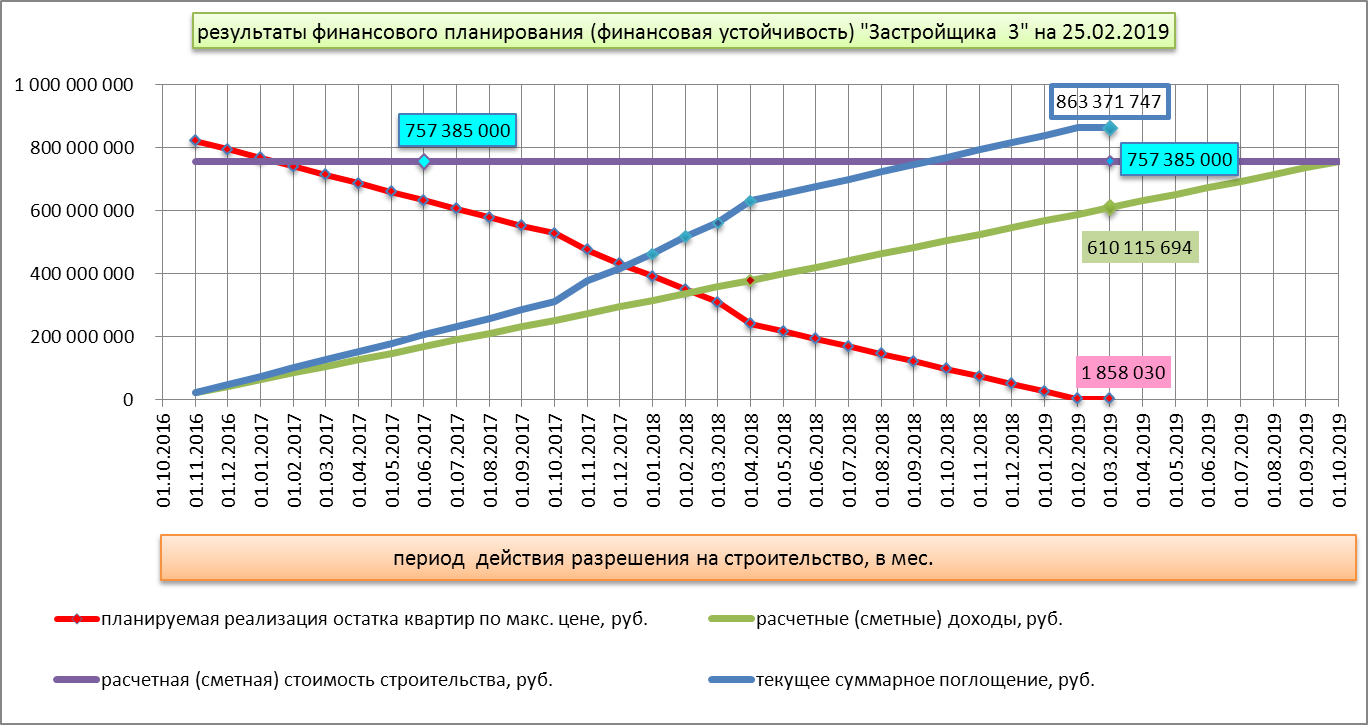 результаты финансового планирования (финансовая устойчивость) "Застройщика 3" на 25.02.2019
1 000 000 000
800 000 000
600 000 000
400 000 000
200 000 000
0
863 371 747
757 385 000
757 385 000
610 115 694
1 858 030
01.10.2016
01.11.2016
01.12.2016
01.01.2017
01.02.2017
01.03.2017
01.04.2017
01.05.2017
01.06.2017
01.07.2017
01.08.2017
01.09.2017
01.10.2017
01.11.2017
01.12.2017
01.01.2018
01.02.2018
01.03.2018
01.04.2018
01.05.2018
01.06.2018
01.07.2018
01.08.2018
01.09.2018
01.10.2018
01.11.2018
01.12.2018
01.01.2019
01.02.2019
01.03.2019
01.04.2019
01.05.2019
01.06.2019
01.07.2019
01.08.2019
01.09.2019
01.10.2019
период действия разрешения на строительство, в мес.
планируемая реализация остатка квартир по макс. цене, руб.
расчетные (сметные) доходы, руб.
расчетная (сметная) стоимость строительства, руб.
текущее суммарное поглощение, руб.